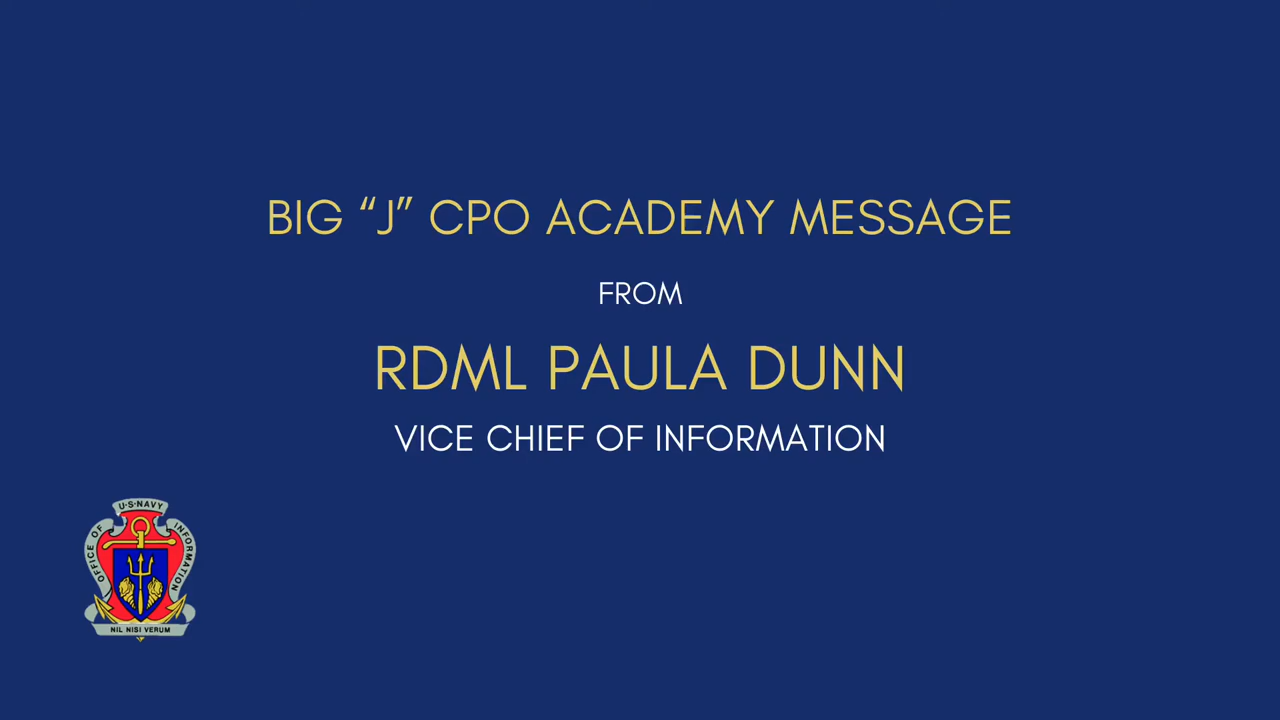 BIG “J” CPO ACADEMY MESSAGE
FROM
RDML PAULA DUNN
VICE CHIEF OF INFORMATION
U·S·NAVY
OFFICE OF
INFORMATION
NIL NISI VERUM